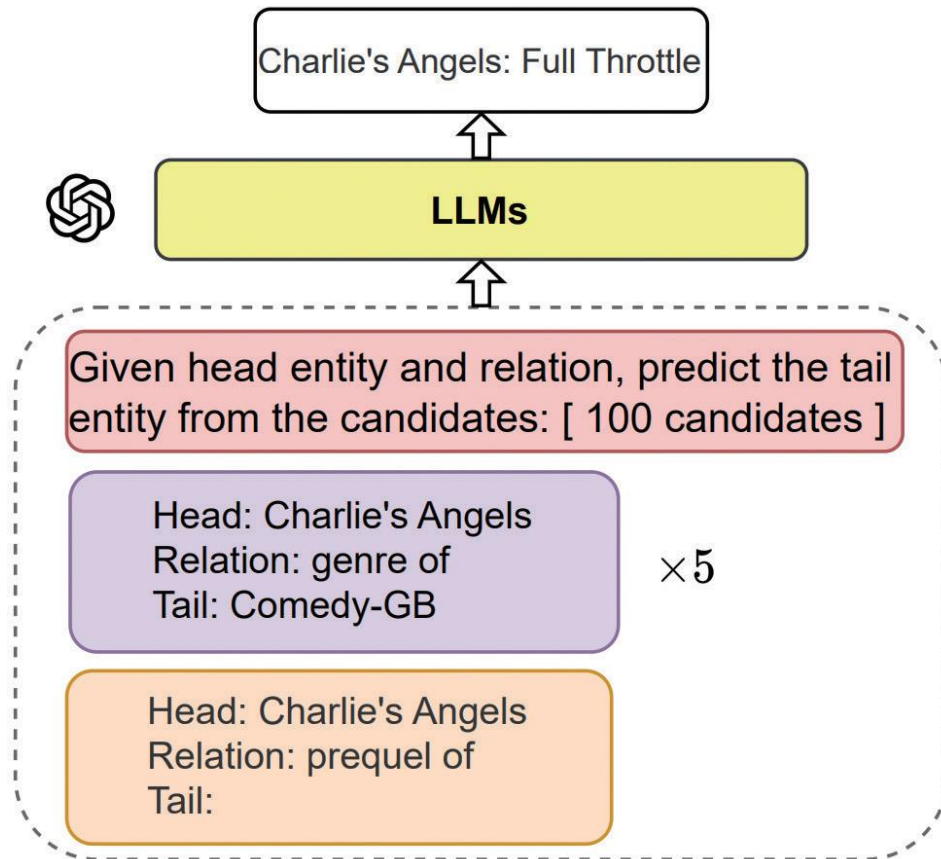 Charlie's Angels: Full Throttle
LLMs
Given head entity and relation, predict the tail
entity from the candidates: [ 100 candidates ]
Head: Charlie's Angels
Relation: genre of
Tail: Comedy-GB
×5
Head: Charlie's Angels
Relation: prequel of
Tail: